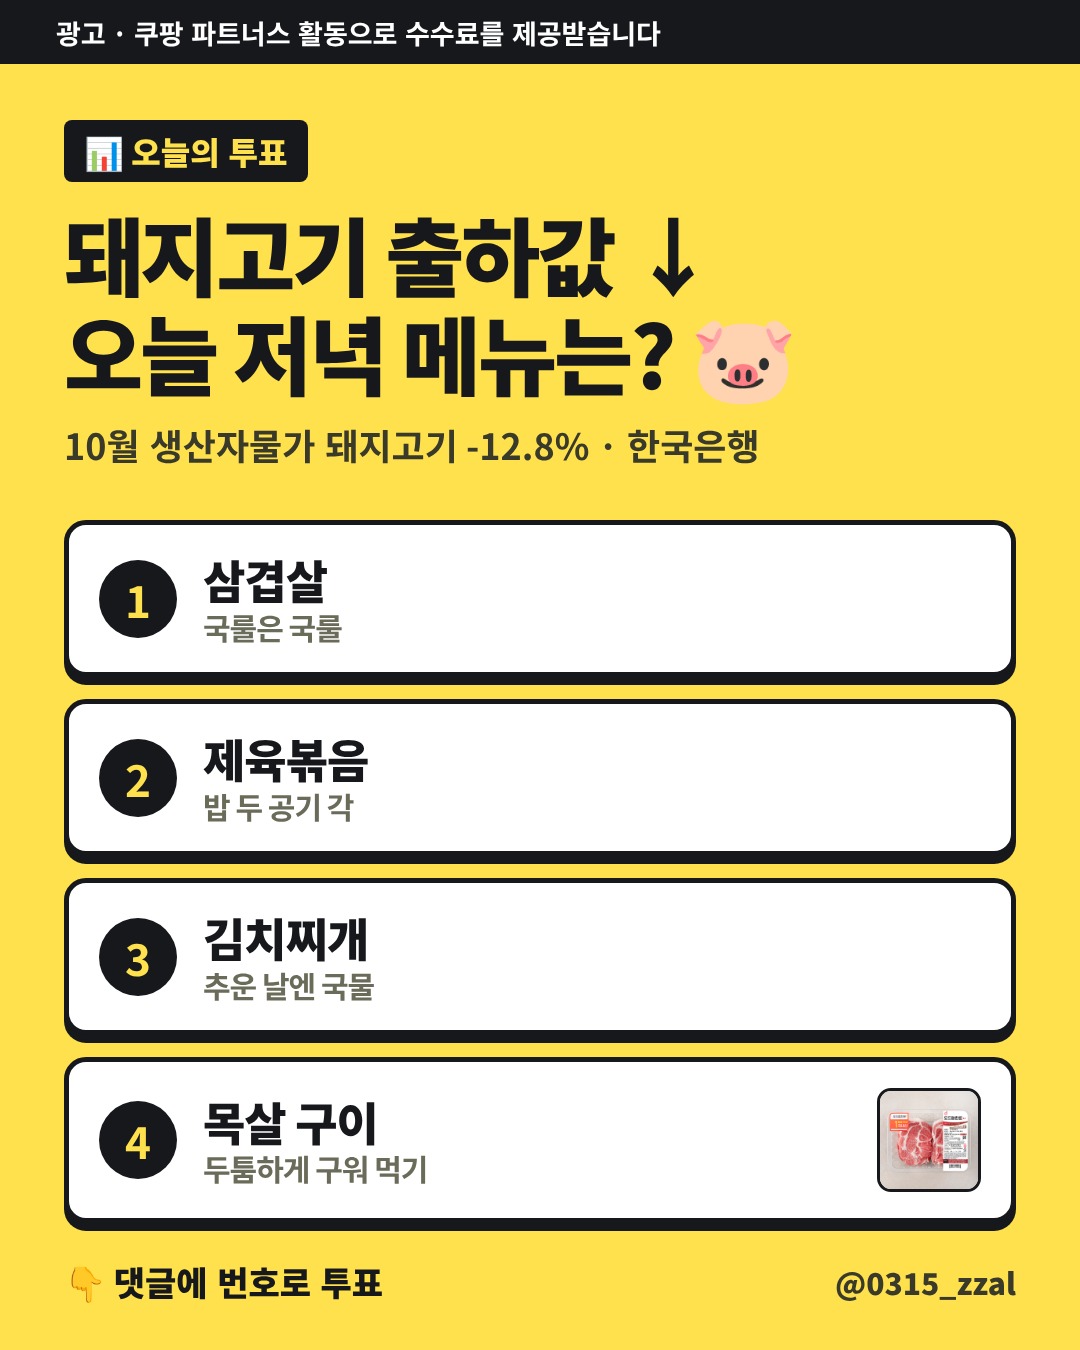 광고 · 쿠팡 파트너스 활동으로 수수료를 제공받습니다
📊 오늘의 투표
돼지고기 출하값 ↓
오늘 저녁 메뉴는? 🐷
10월 생산자물가 돼지고기 -12.8% · 한국은행
1 삼겹살
국룰은 국룰
2 제육볶음
밥 두 공기 각
3 김치찌개
추운 날엔 국물
4 목살 구이
두툼하게 구워 먹기
👇 댓글에 번호로 투표
@0315_zzal